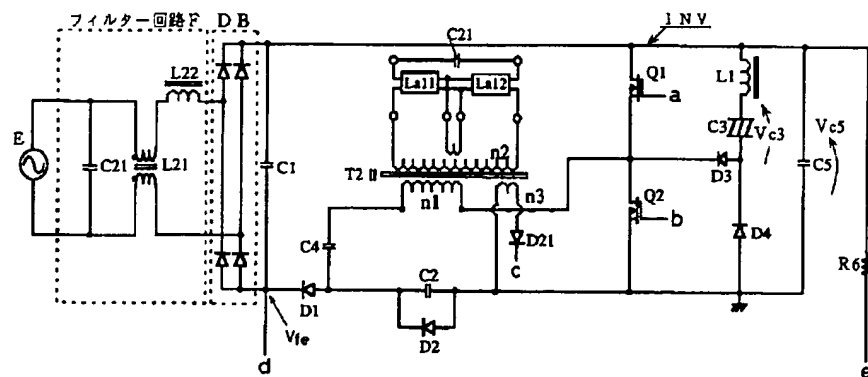 フィルター回路F
D B
INV
C21
L22
La11
La12
Q1
a
L1
E
C21
L21
C1
C3
Vc3
Vc5
C5
n2
T2
D3
n1
n3
Q2
b
D21
D4
C4
c
R6
C2
D1
Vfe
D2
d
e